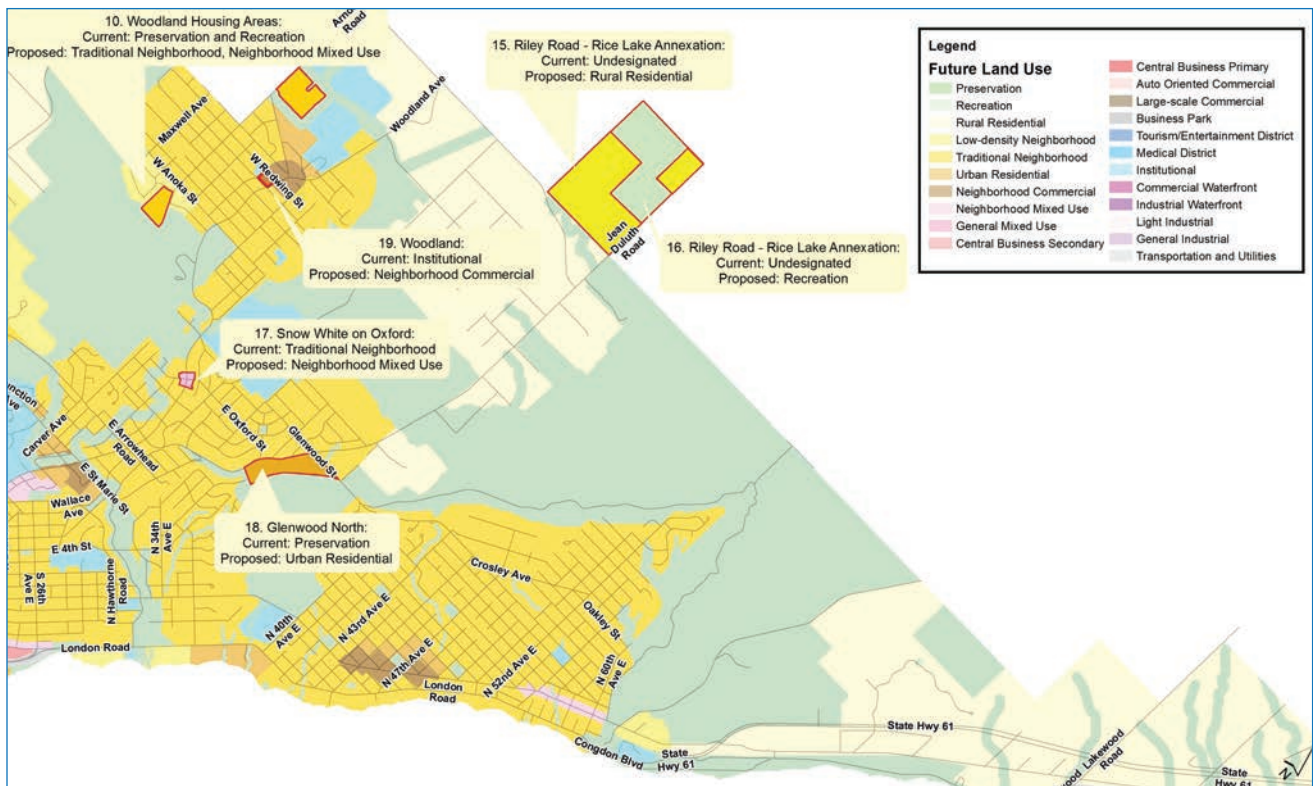 10. Woodland Housing Areas:
Current: Preservation and Recreation
Proposed: Traditional Neighborhood, Neighborhood Mixed Use
Road
15. Riley Road - Rice Lake Annexation:
Current: Undesignated
Proposed: Rural Residential
Legend
Future Land Use
Preservation
Recreation
Rural Residential
Low-density Neighborhood
Traditional Neighborhood
Urban Residential
Neighborhood Commercial
Neighborhood Mixed Use
General Mixed Use
Central Business Secondary
Central Business Primary
Auto Oriented Commercial
Large-scale Commercial
Business Park
Tourism/Entertainment District
Medical District
Institutional
Commercial Waterfront
Industrial Waterfront
Light Industrial
General Industrial
Transportation and Utilities
Maxwell Ave
Woodland Ave
W Anoka St
W Redwing St
19. Woodland:
Current: Institutional
Proposed: Neighborhood Commercial
Jean
Duluth
Road
16. Riley Road - Rice Lake Annexation:
Current: Undesignated
Proposed: Recreation
17. Snow White on Oxford:
Current: Traditional Neighborhood
Proposed: Neighborhood Mixed Use
Ave
Carver Ave
E Arrowhead
Road
E Oxford St
Glenwood St
E St Marie St
Wallace
Ave
N 34th
Ave E
18. Glenwood North:
Current: Preservation
Proposed: Urban Residential
E 4th St
S 26th
Ave E
N Hawthorne
Road
Crosley Ave
N 40th
Ave E
N 43rd Ave E
Oakley St
London Road
N 47th Ave E
N 52nd Ave E
N 60th
Ave E
London
Road
Congdon Blvd
State
Hwy 61
State Hwy 61
Lakewood
Road
State
Hwy 61
N